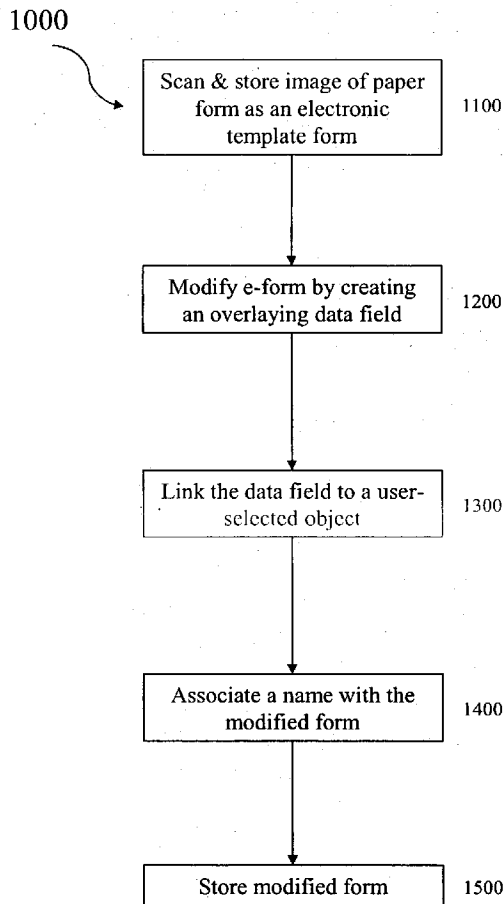 1000
Scan & store image of paper
form as an electronic
template form
1100
Modify e-form by creating
an overlaying data field
1200
Link the data field to a user-
selected object
1300
Associate a name with the
modified form
1400
Store modified form
1500